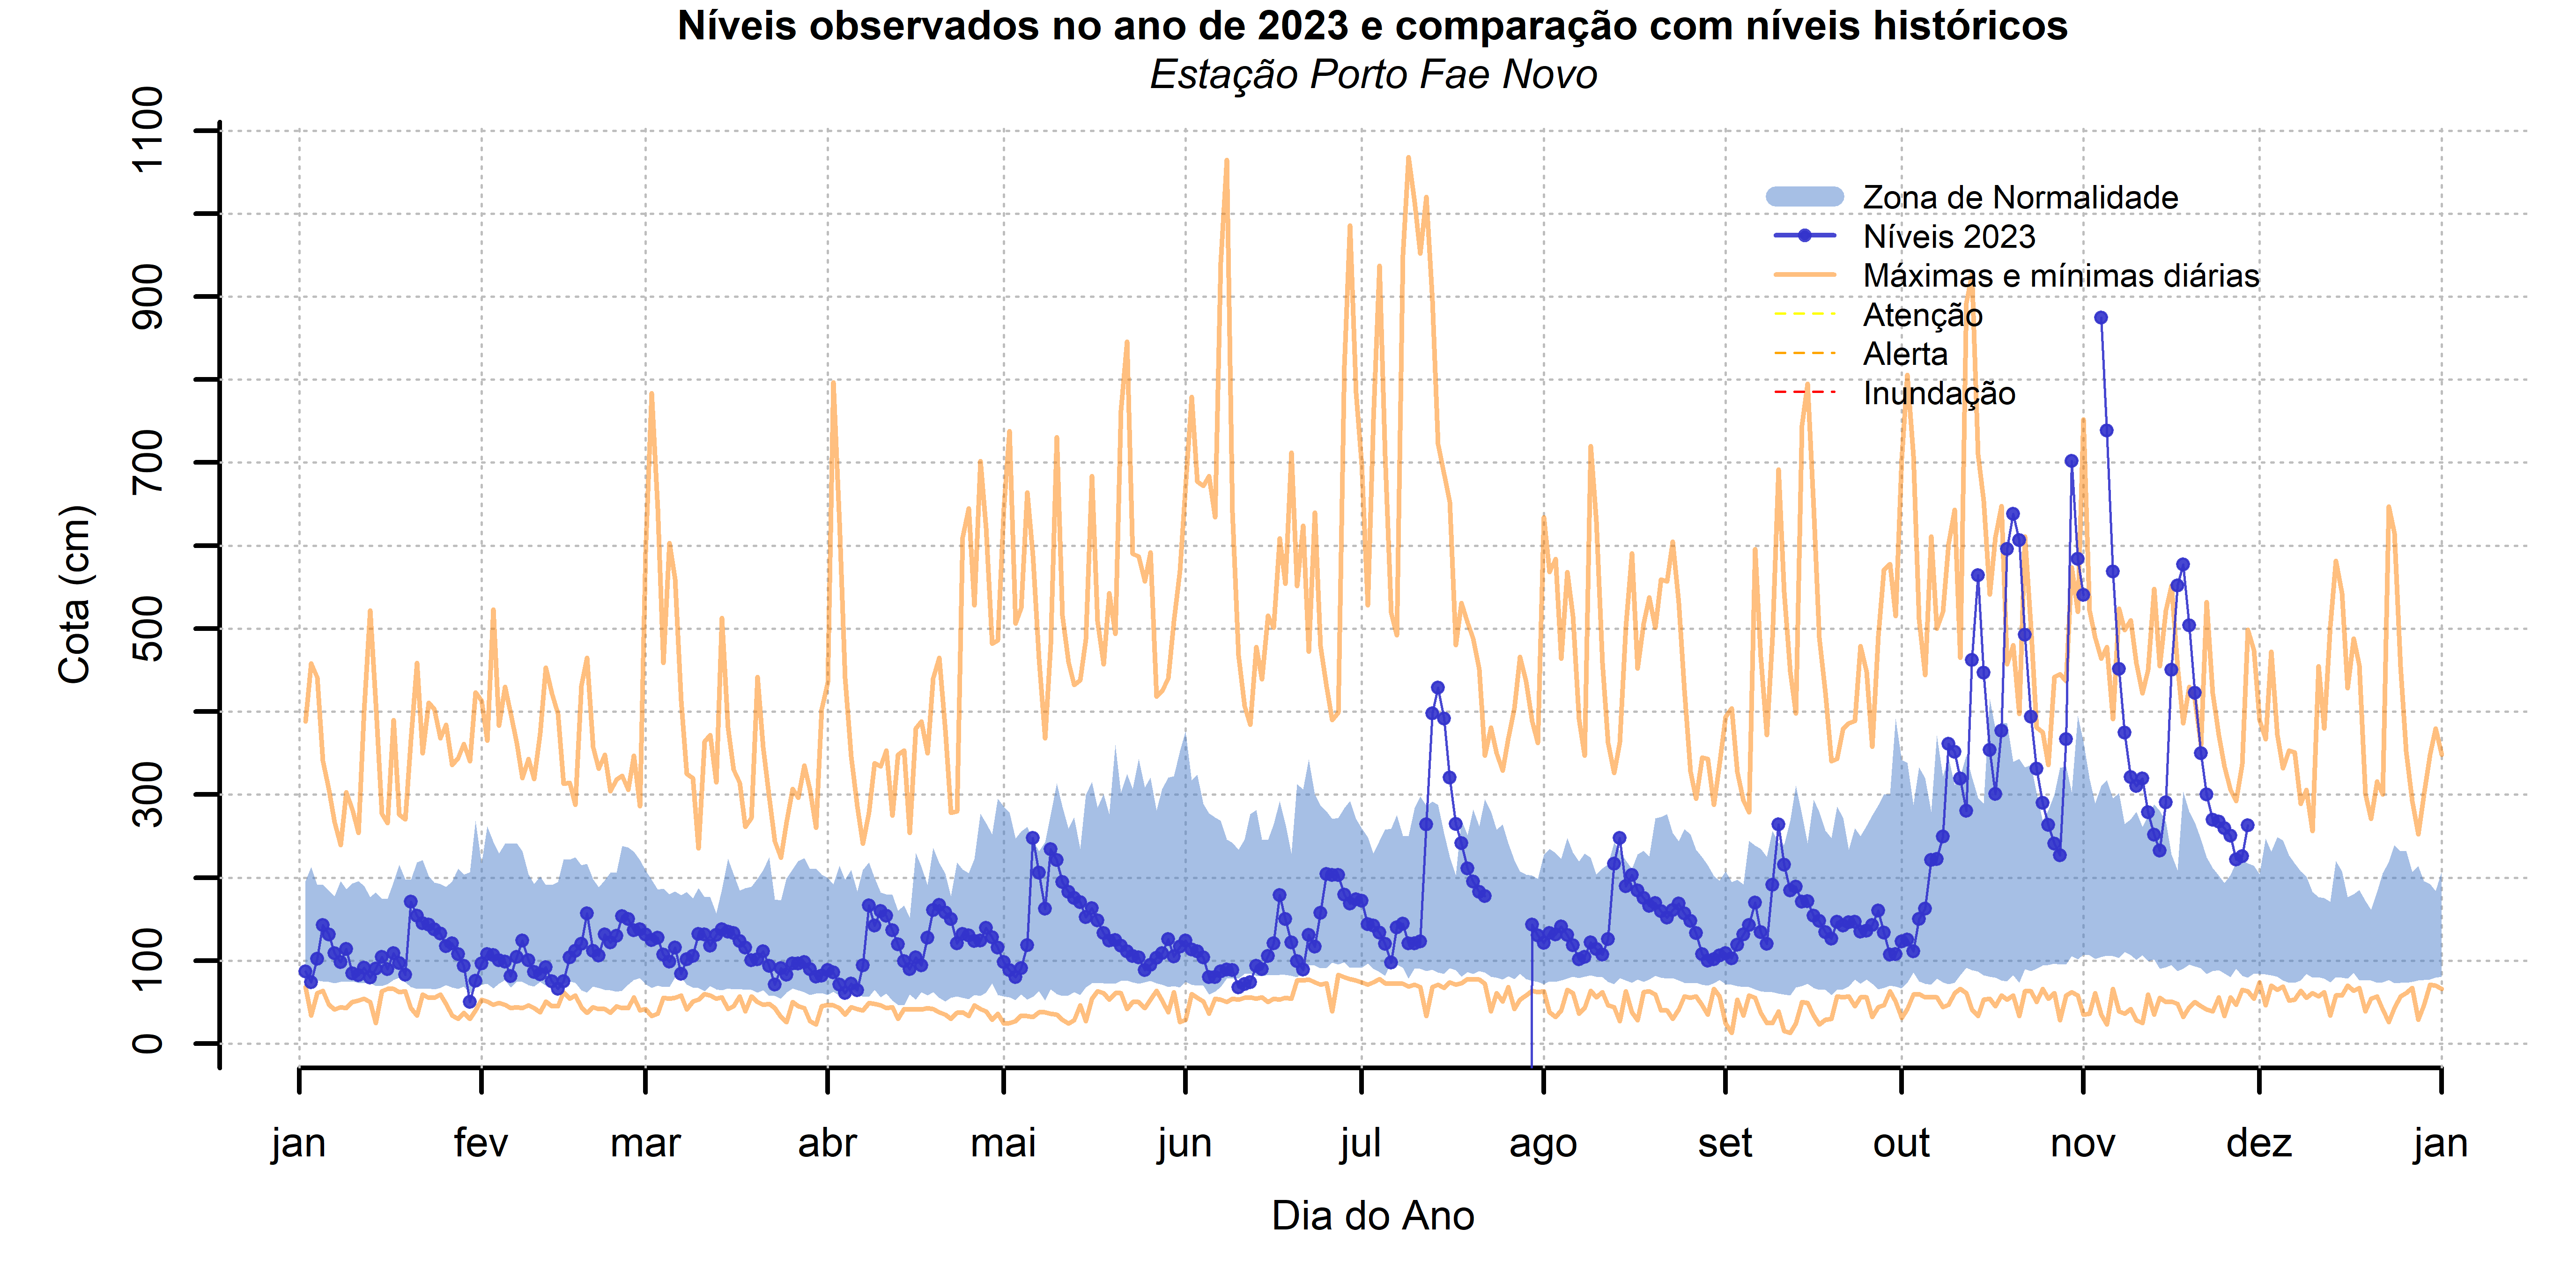 Níveis observados no ano de 2023 e comparação com níveis históricos
Estação Porto Fae Novo
1100
900
700
500
300
100
0
Cota (cm)
Zona de Normalidade
Níveis 2023
Máximas e mínimas diárias
Atenção
Alerta
Inundação
jan fev mar abr mai jun jul ago set out nov dez jan
Dia do Ano